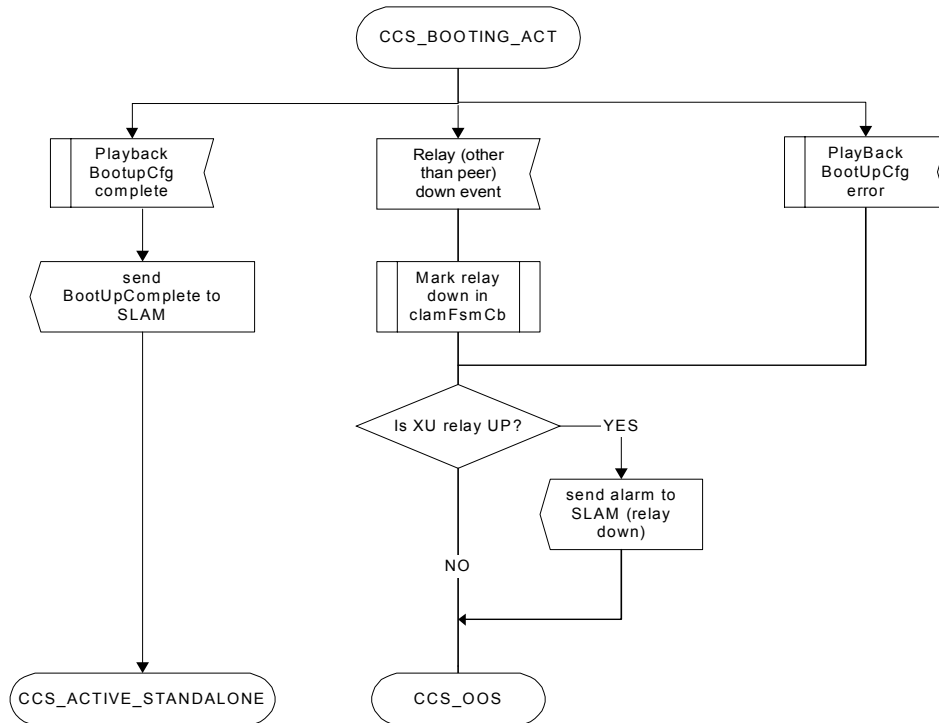 CCS_BOOTING_ACT
Playback
BootupCfg
complete
Relay (other
than peer)
down event
PlayBack
BootUpCfg
error
send
BootUpComplete to
SLAM
Mark relay
down in
clamFsmCb
Is XU relay UP?
YES
send alarm to
SLAM (relay
down)
NO
CCS_ACTIVE_STANDALONE
CCS_OOS